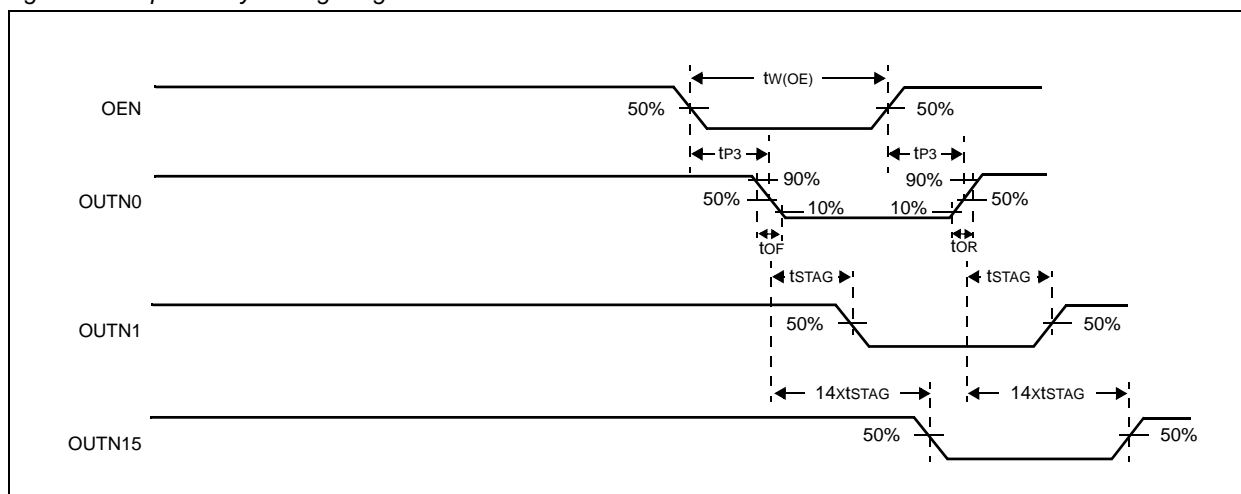 tW(OE)
OEN
50%
50%
tP3
tP3
90%
90%
OUTN0
50%
10%
10%
50%
tOF
tOR
tSTAG
tSTAG
OUTN1
50%
50%
14XtSTAG
14XtSTAG
OUTN15
50%
50%